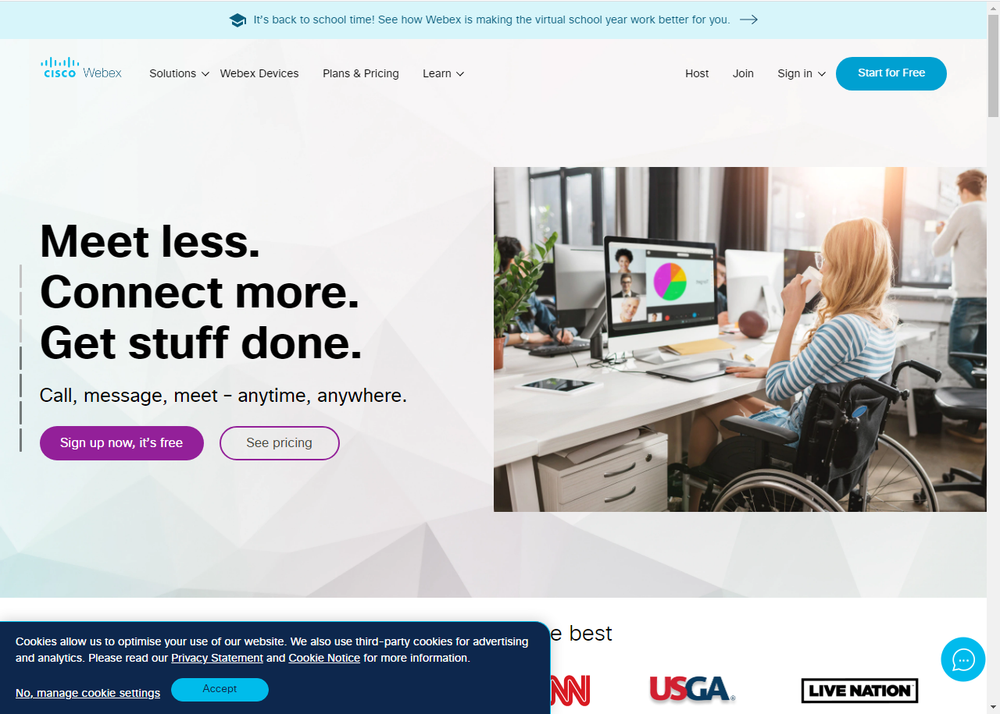 It's back to school time! See how Webex is making the virtual school year work better for you.
CISCO Webex
Solutions
Webex Devices
Plans & Pricing
Learn
Host
Join
Sign in
Start for Free
Meet less.
Connect more.
Get stuff done.
Call, message, meet – anytime, anywhere.
Sign up now, it's free
See pricing
e best
Cookies allow us to optimise your use of our website. We also use third-party cookies for advertising
and analytics. Please read our Privacy Statement and Cookie Notice for more information.
No, manage cookie settings
Accept
USGA
LIVE NATION